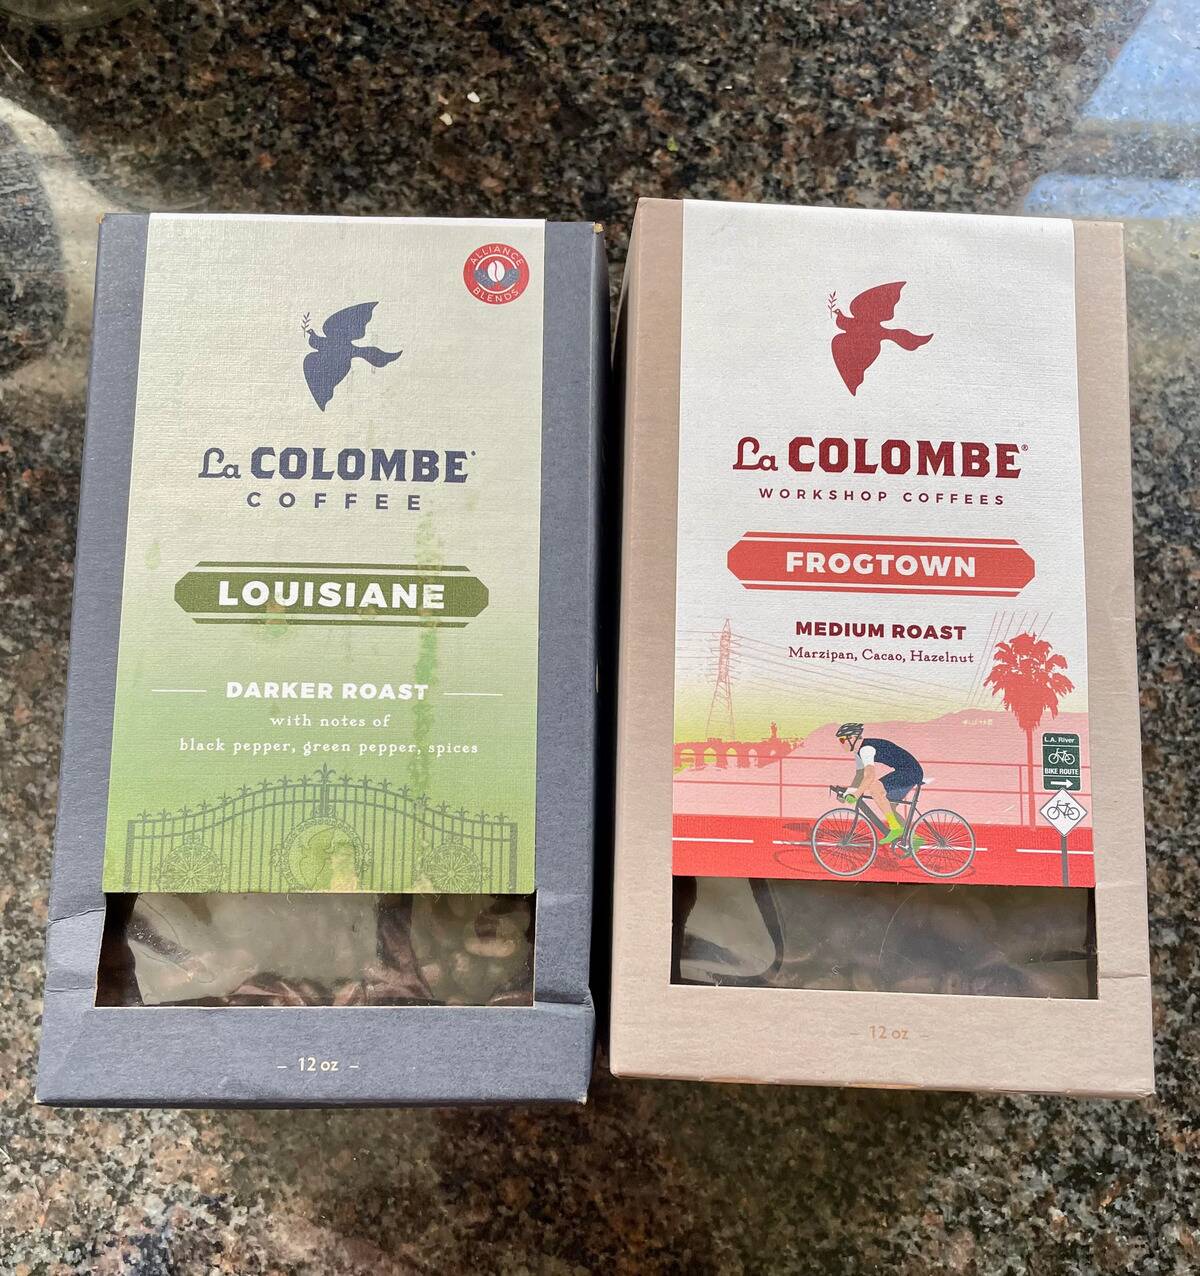 ALLIANCE
BLENDS
La COLOMBE
COFFEE
LOUISIANE
DARKER ROAST
with notes of
black pepper, green pepper, spices
– 12 oz –
La COLOMBE®
WORKSHOP COFFEES
FROGTOWN
MEDIUM ROAST
Marzipan, Cacao, Hazelnut
L.A. River
BIKE ROUTE
– 12 oz –